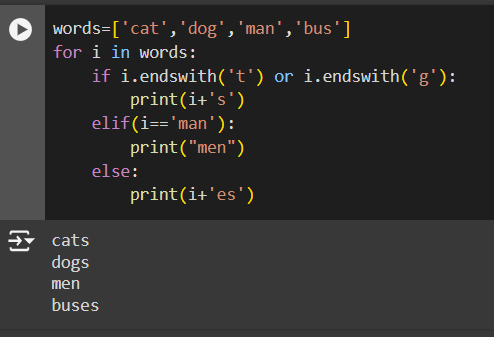 words=['cat','dog','man','bus']
for i in words:
    if i.endswith('t') or i.endswith('g'):
        print(i+'s')
    elif(i=='man'):
        print("men")
    else:
        print(i+'es')
cats
dogs
men
buses